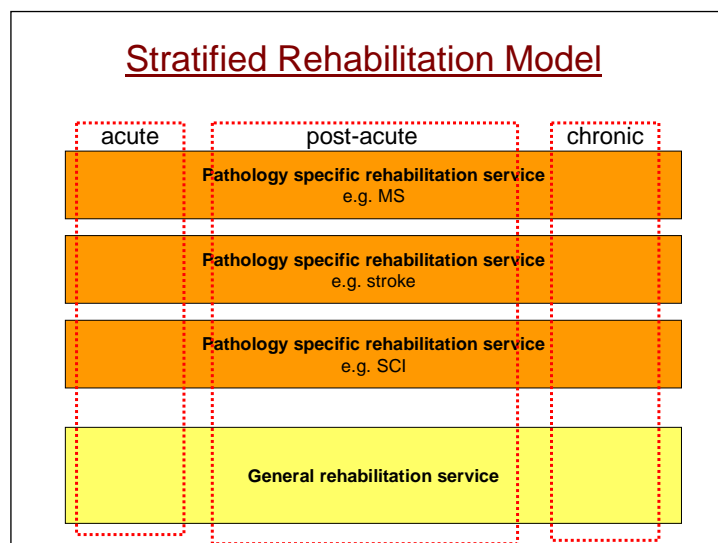 Stratified Rehabilitation Model
acute post-acute chronic
Pathology specific rehabilitation service
e.g. MS
Pathology specific rehabilitation service
e.g. stroke
Pathology specific rehabilitation service
e.g. SCI
General rehabilitation service